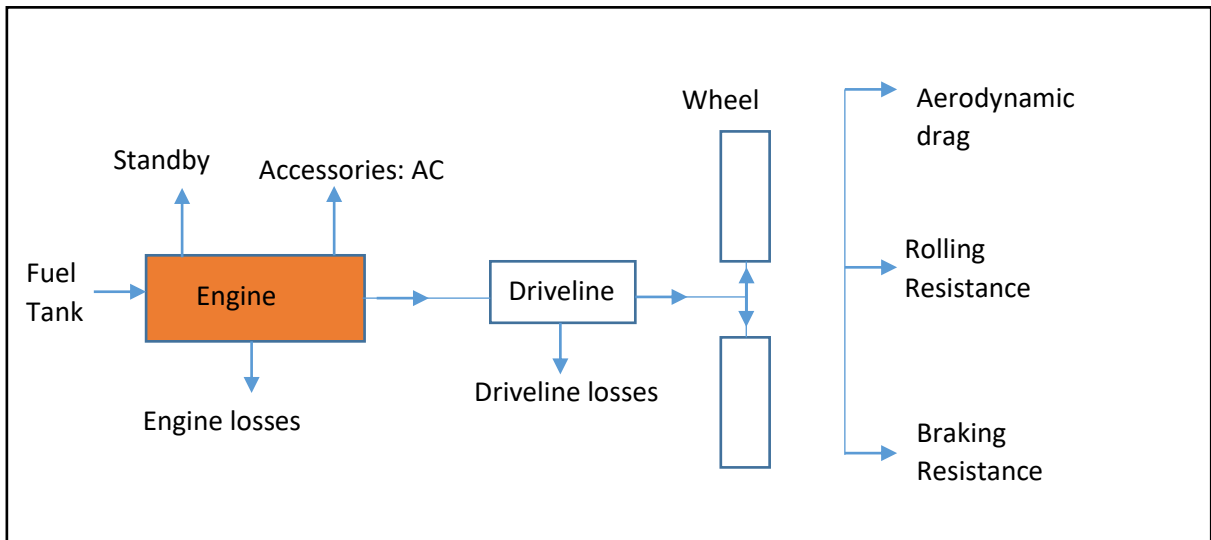 Wheel
Aerodynamic
drag
Standby
Accessories: AC
Fuel
Tank
Engine
Driveline
Rolling
Resistance
Engine losses
Driveline losses
Braking
Resistance